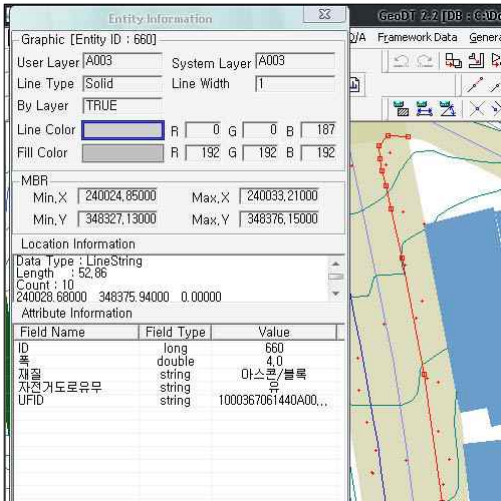 Entity Information
GeoDT 2.2 [DB : C:\Do
Graphic [Entity ID : 660]
User Layer A003 System Layer A003
Line Type Solid Line Width 1
By Layer TRUE
Line Color R 0 G 0 B 187
Fill Color R 192 G 192 B 192
MBR
Min.X 240024.85000 Max.X 240033.21000
Min.Y 348327.13000 Max.Y 348376.15000
Location Information
Data Type : LineString
Length : 52.86
Count : 10
240028.68000 348375.94000 0.00000
Attribute Information
Field Name Field Type Value
ID long 660
폭 double 4.0
재질 string 아스콘/블록
자전거도로유무 string 유
UFID string 1000367061440A00...
Q/A Framework Data Genera